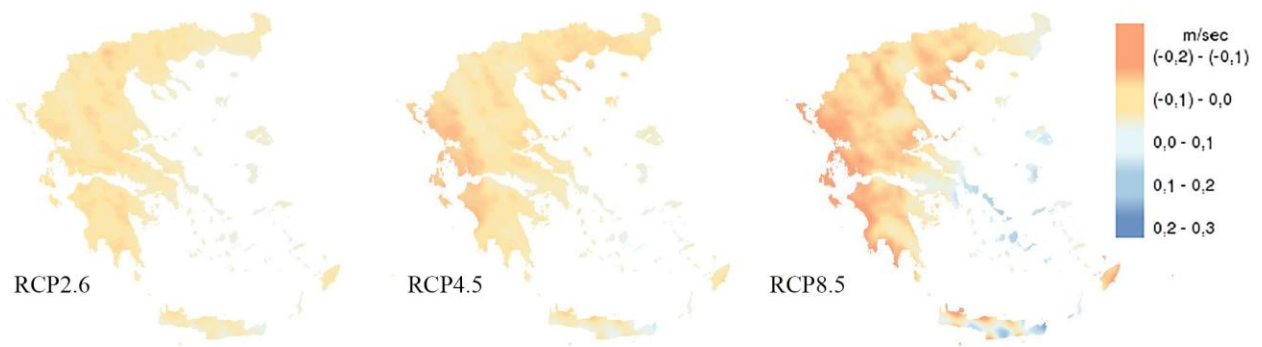 m/sec
(-0,2) - (-0,1)
(-0,1) - 0,0
0,0 - 0,1
0,1 - 0,2
0,2 - 0,3
RCP2.6
RCP4.5
RCP8.5